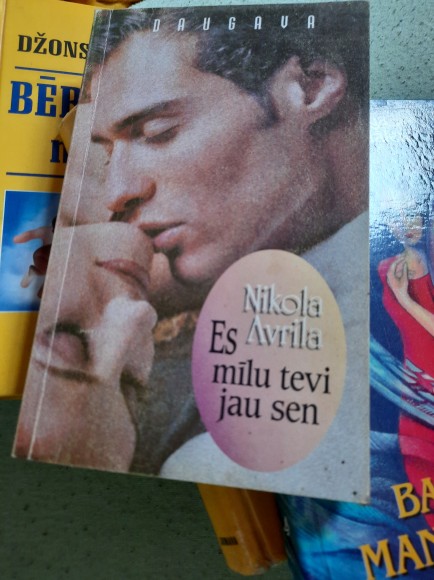 DAUGAVA
Nikola
Avrila
Es
mīlu tevi
jau sen
DŽONS
BĒR
BA
MAN